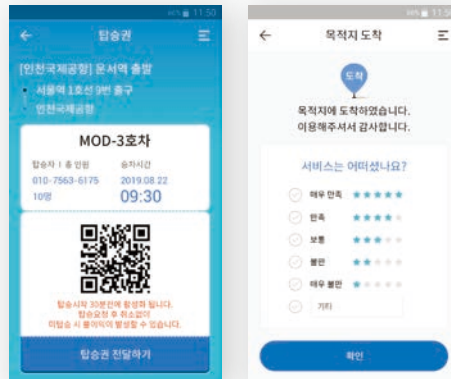 11:50
탑승권
[인천국제공항] 운서역 출발
서울역 1호선 9번 출구
인천국제공항
MOD-3호차
탑승자 | 총 인원
승차시간
010-7563-6175
2019.08.22
10명
09:30
탑승시작 30분전에 활성화 됩니다.
탑승요청 후 취소없이
미탑승 시 불이익이 발생할 수 있습니다.
탑승권 전달하기
11:50
목적지 도착
도착
목적지에 도착하였습니다.
이용해주셔서 감사합니다.
서비스는 어떠셨나요?
매우 만족
만족
보통
불만
매우 불만
기타
확인